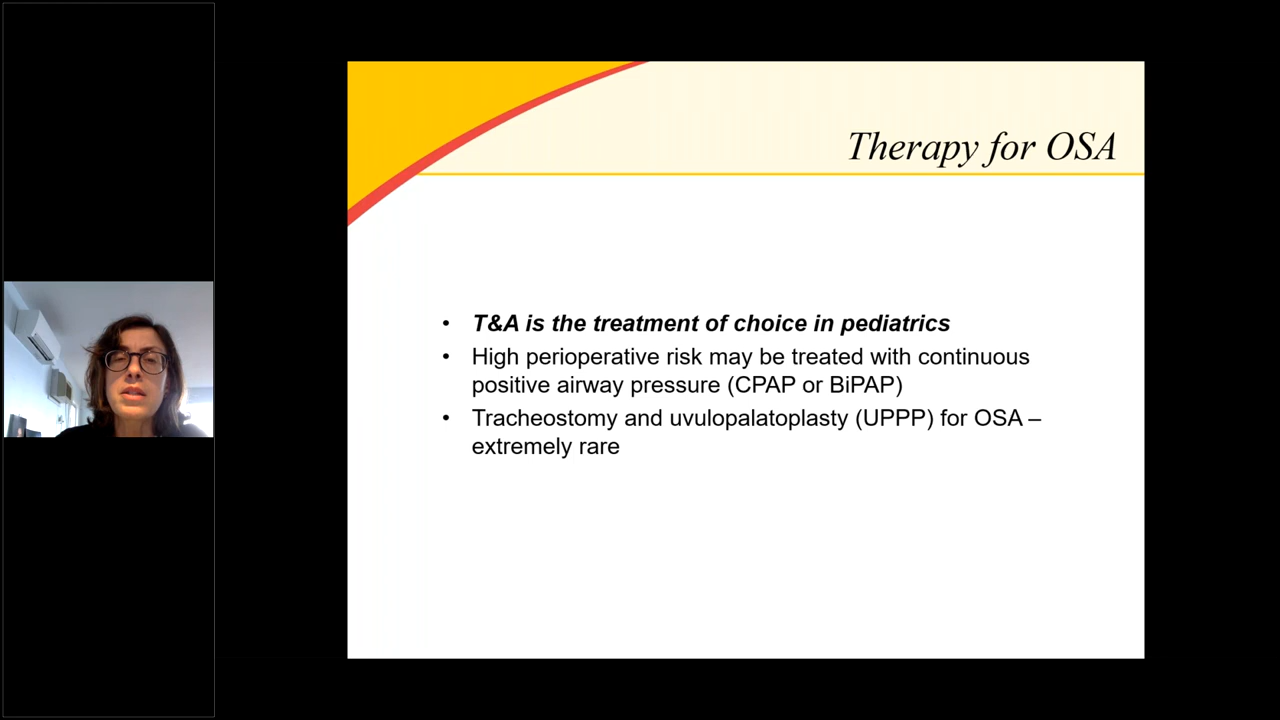 Therapy for OSA
• T&A is the treatment of choice in pediatrics
• High perioperative risk may be treated with continuous
positive airway pressure (CPAP or BiPAP)
• Tracheostomy and uvulopalatoplasty (UPPP) for OSA –
extremely rare